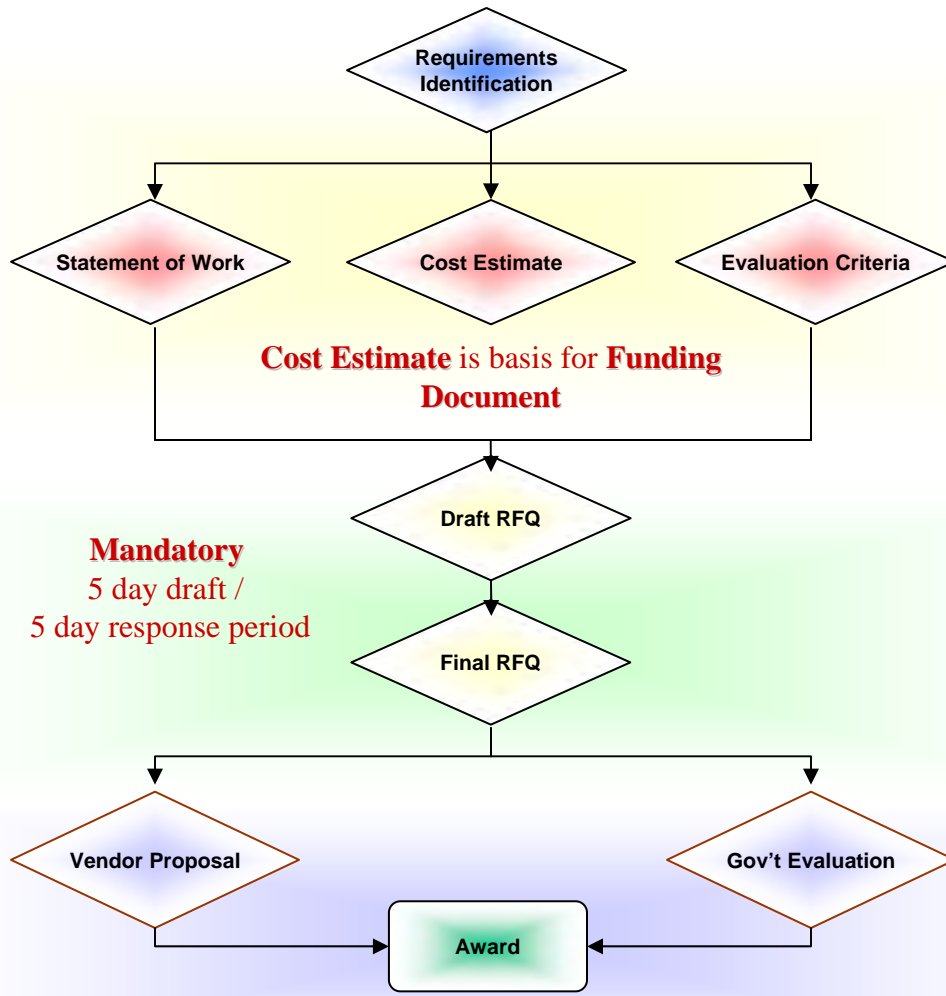 Requirements
Identification
Statement of Work
Cost Estimate
Evaluation Criteria
Cost Estimate is basis for Funding
Document
Draft RFQ
Mandatory
5 day draft /
5 day response period
Final RFQ
Vendor Proposal
Gov’t Evaluation
Award